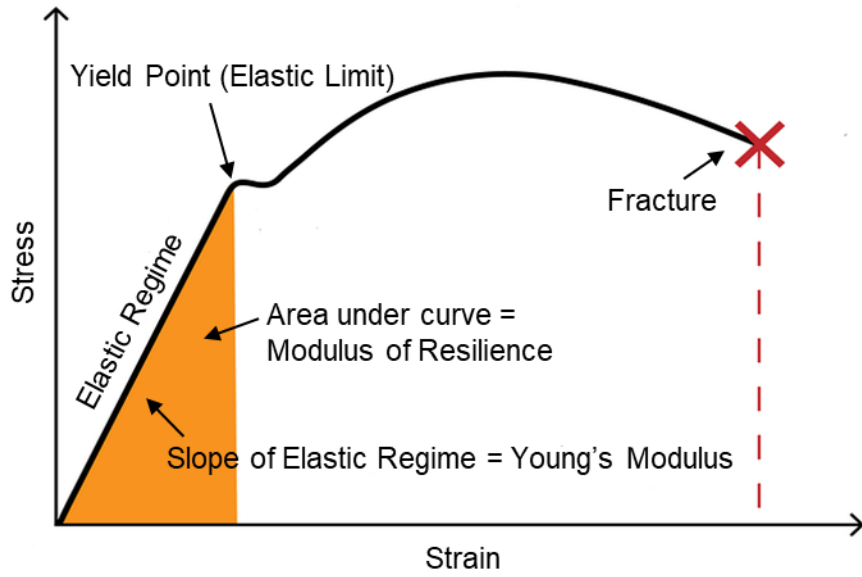 Yield Point (Elastic Limit)
Fracture
Elastic Regime
Area under curve =
Modulus of Resilience
Slope of Elastic Regime = Young's Modulus
Stress
Strain